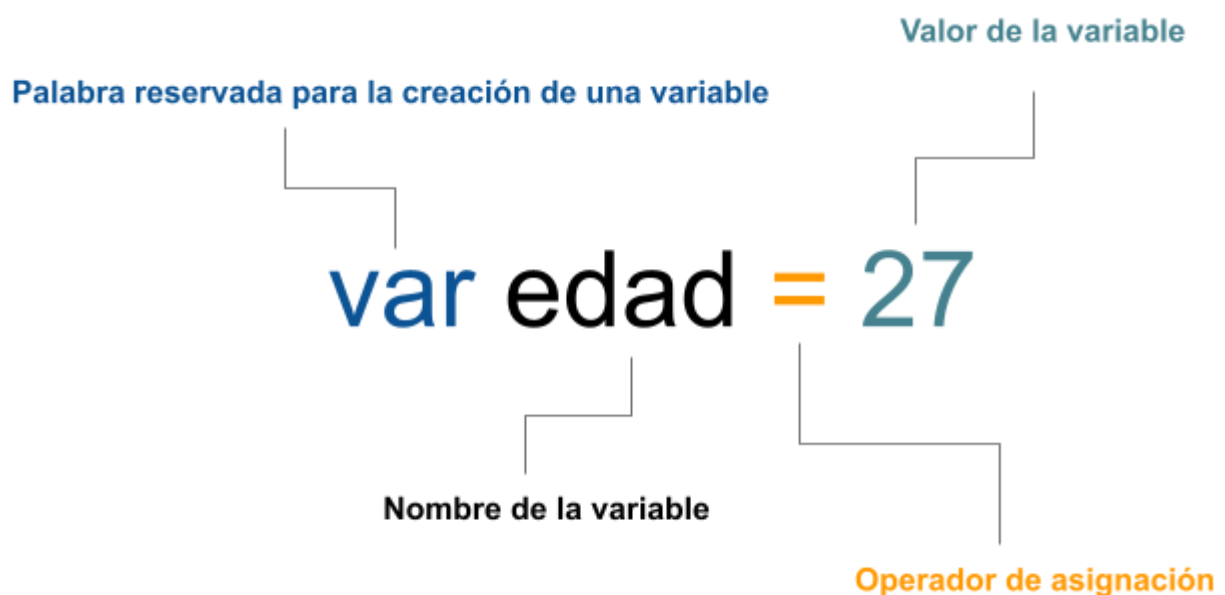 Valor de la variable
Palabra reservada para la creación de una variable
var edad = 27
Nombre de la variable
Operador de asignación